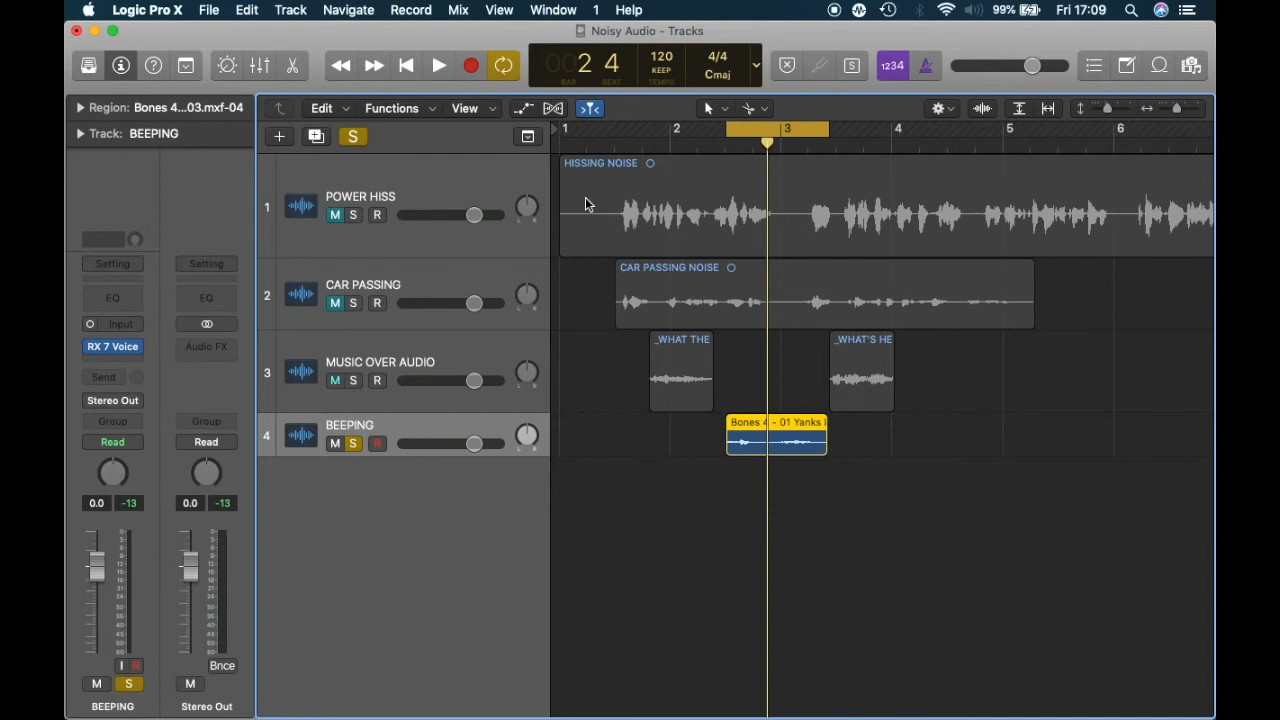 Logic Pro X File Edit Track Navigate Record Mix View Window 1 Help 99% Fri 17:09
Noisy Audio - Tracks
002 4 120 4/4
BAR BEAT KEEP TEMPO Cmaj
S 1234
Region: Bones 4...03.mxf-04
Track: BEEPING
Edit Functions View
S
1 2 3 4 5 6
HISSING NOISE
1 POWER HISS
M S R L R
CAR PASSING NOISE
2 CAR PASSING
M S R L R
_WHAT THE _WHAT'S HE
3 MUSIC OVER AUDIO
M S R L R
Bones 4 - 01 Yanks I
4 BEEPING
M S R L R
Setting Setting
EQ EQ
Input
RX 7 Voice Audio FX
Send
Stereo Out
Group Group
Read Read
0.0 -13 0.0 -13
I R Bnce
M S M
BEEPING Stereo Out